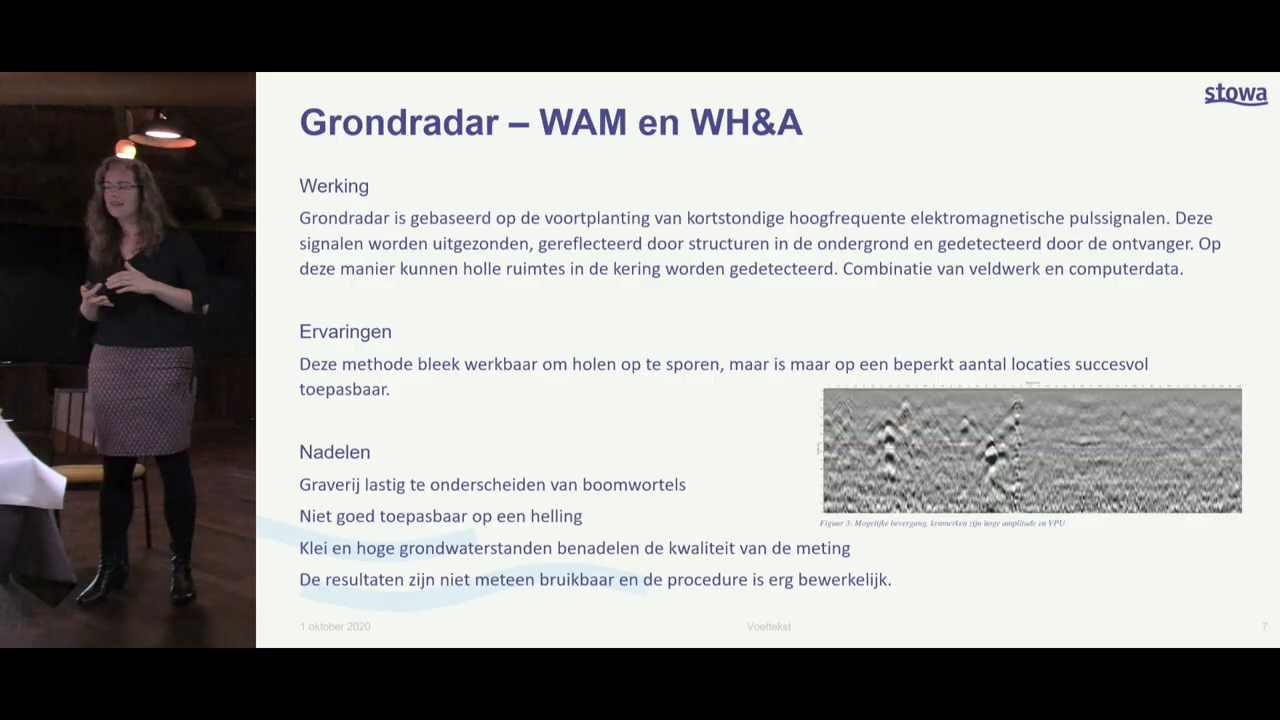 stowa
Grondradar – WAM en WH&A
Werking
Grondradar is gebaseerd op de voortplanting van kortstondige hoogfrequente elektromagnetische pulssignalen. Deze
signalen worden uitgezonden, gereflecteerd door structuren in de ondergrond en gedetecteerd door de ontvanger. Op
deze manier kunnen holle ruimtes in de kering worden gedetecteerd. Combinatie van veldwerk en computerdata.
Ervaringen
Deze methode bleek werkbaar om holen op te sporen, maar is maar op een beperkt aantal locaties succesvol
toepasbaar.
Nadelen
Graverij lastig te onderscheiden van boomwortels
Niet goed toepasbaar op een helling
Figuur 3: Mogelijke bevergang, kenmerken zijn hoge amplitude en VPU
Klei en hoge grondwaterstanden benadelen de kwaliteit van de meting
De resultaten zijn niet meteen bruikbaar en de procedure is erg bewerkelijk.
1 oktober 2020
Voettekst
7